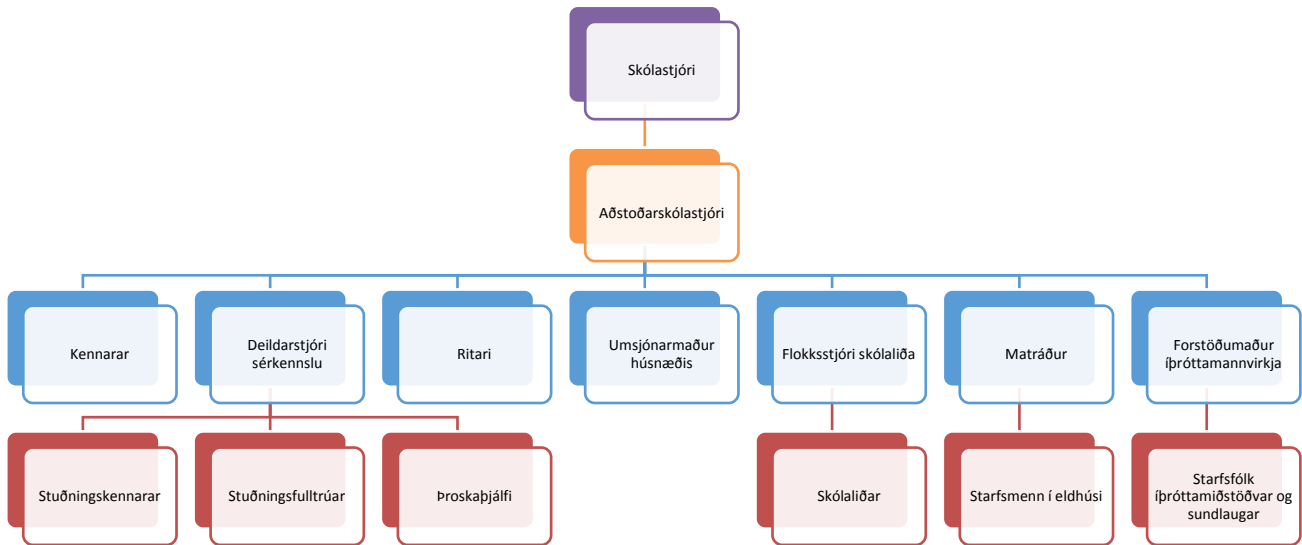 Skólastjóri
Aðstoðarskólastjóri
Kennarar
Deildarstjóri
sérkennslu
Ritari
Umsjónarmaður
húsnæðis
Flokksstjóri skólaliða
Matráður
Forstöðumaður
íþróttamannvirkja
Stuðningskennarar
Stuðningsfulltrúar
Þroskaþjálfi
Skólaliðar
Starfsmenn í eldhúsi
Starfsfólk
íþróttamiðstöðvar og
sundlaugar